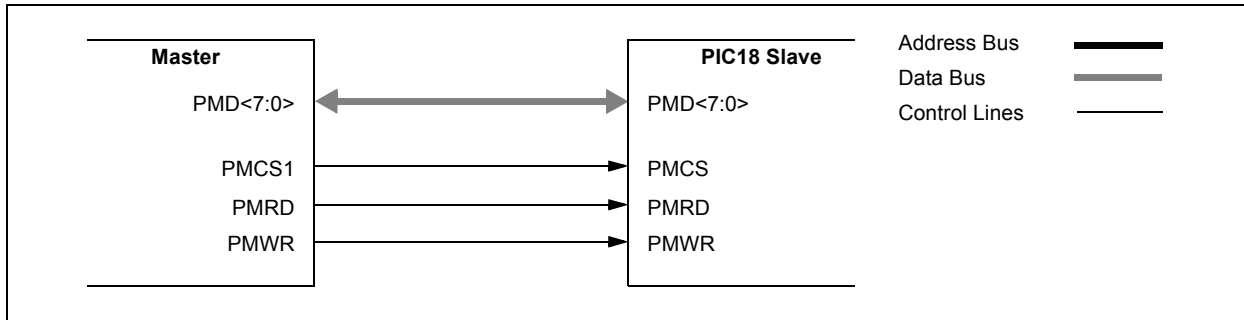 Master
PMD<7:0>
PMCS1
PMRD
PMWR
PIC18 Slave
PMD<7:0>
PMCS
PMRD
PMWR
Address Bus
Data Bus
Control Lines